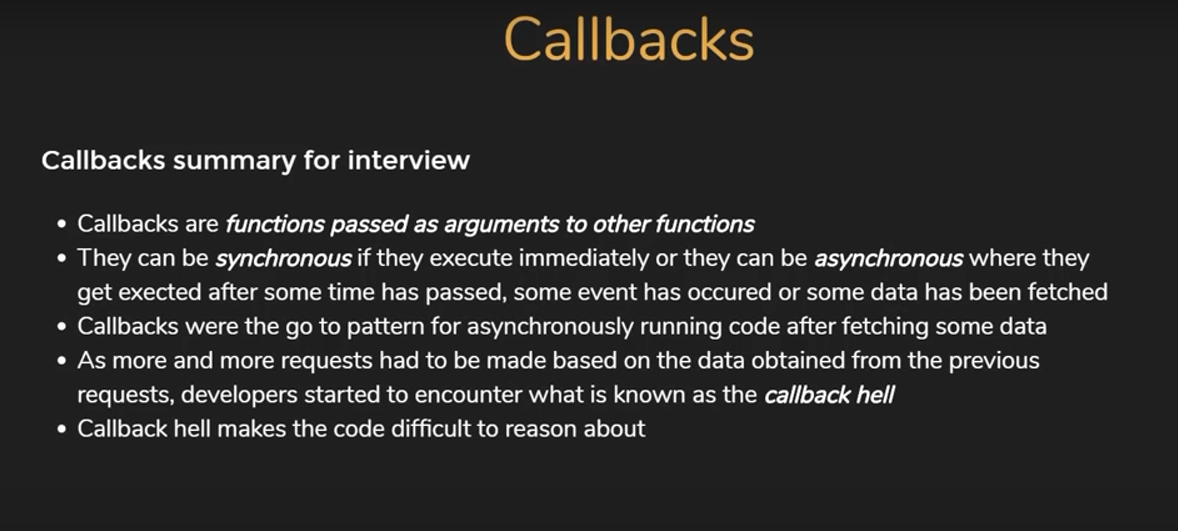 Callbacks
Callbacks summary for interview
• Callbacks are functions passed as arguments to other functions
• They can be synchronous if they execute immediately or they can be asynchronous where they
get exected after some time has passed, some event has occured or some data has been fetched
• Callbacks were the go to pattern for asynchronously running code after fetching some data
• As more and more requests had to be made based on the data obtained from the previous
requests, developers started to encounter what is known as the callback hell
• Callback hell makes the code difficult to reason about